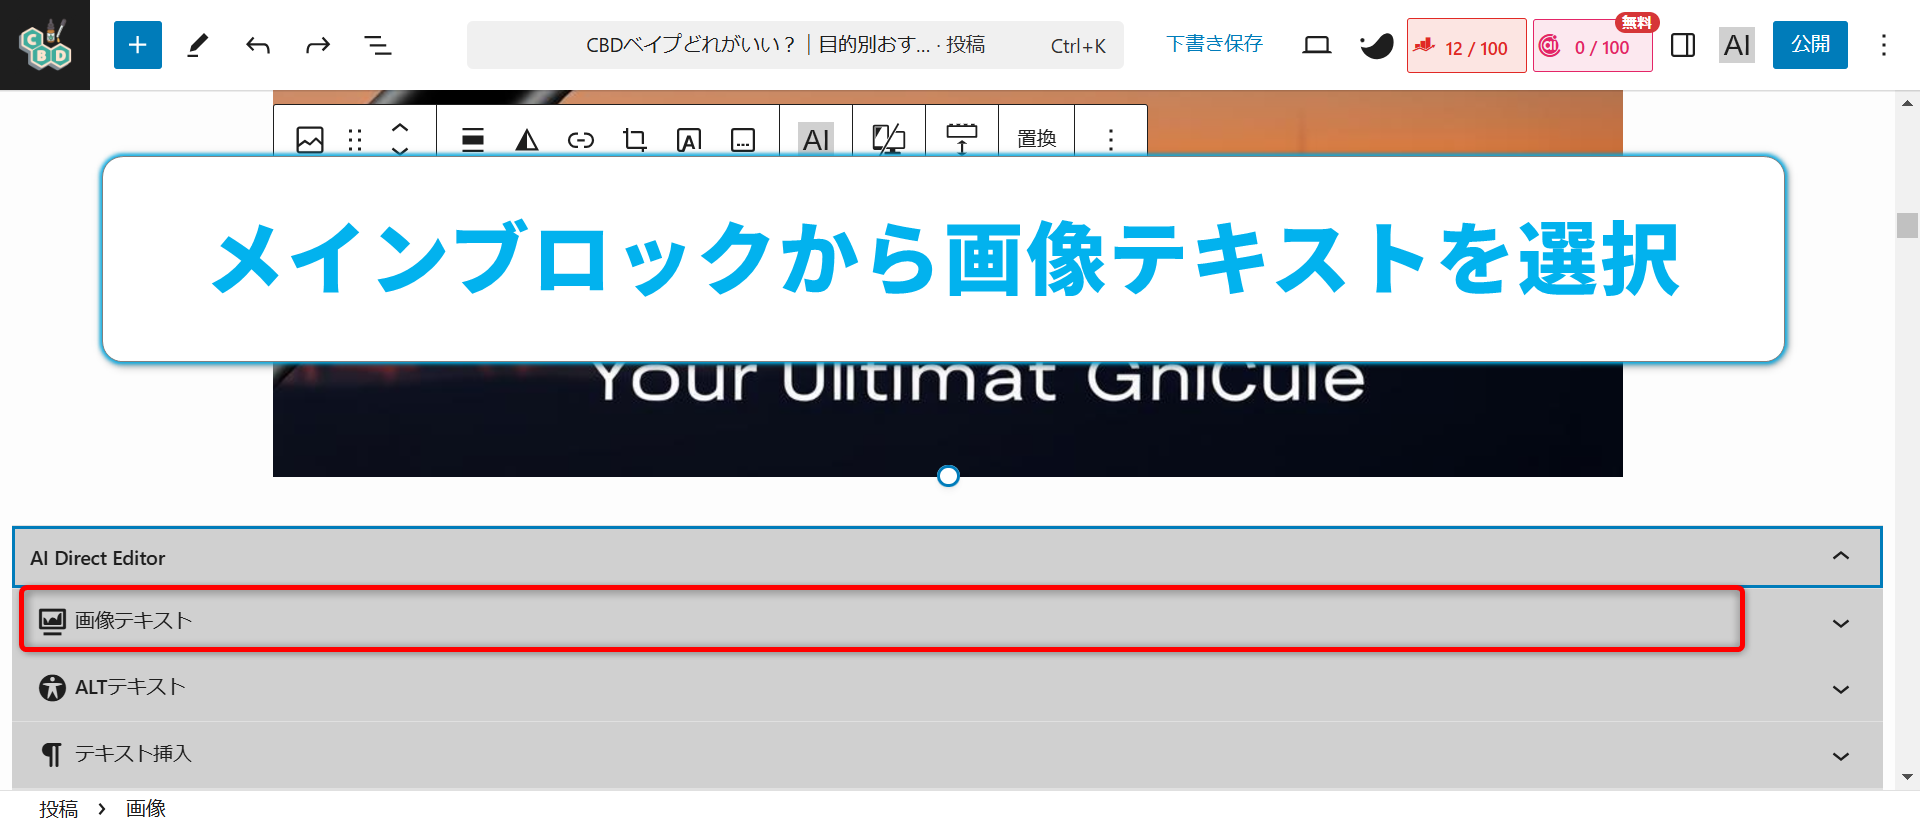 CBD
CBDベイプどれがいい？｜目的別おす... · 投稿 Ctrl+K
下書き保存
12 / 100
無料
ai 0 / 100
AI
公開
A
AI
置換
メインブロックから画像テキストを選択
Your Ulitimat GhiCule
AI Direct Editor
画像テキスト
ALTテキスト
テキスト挿入
投稿 › 画像